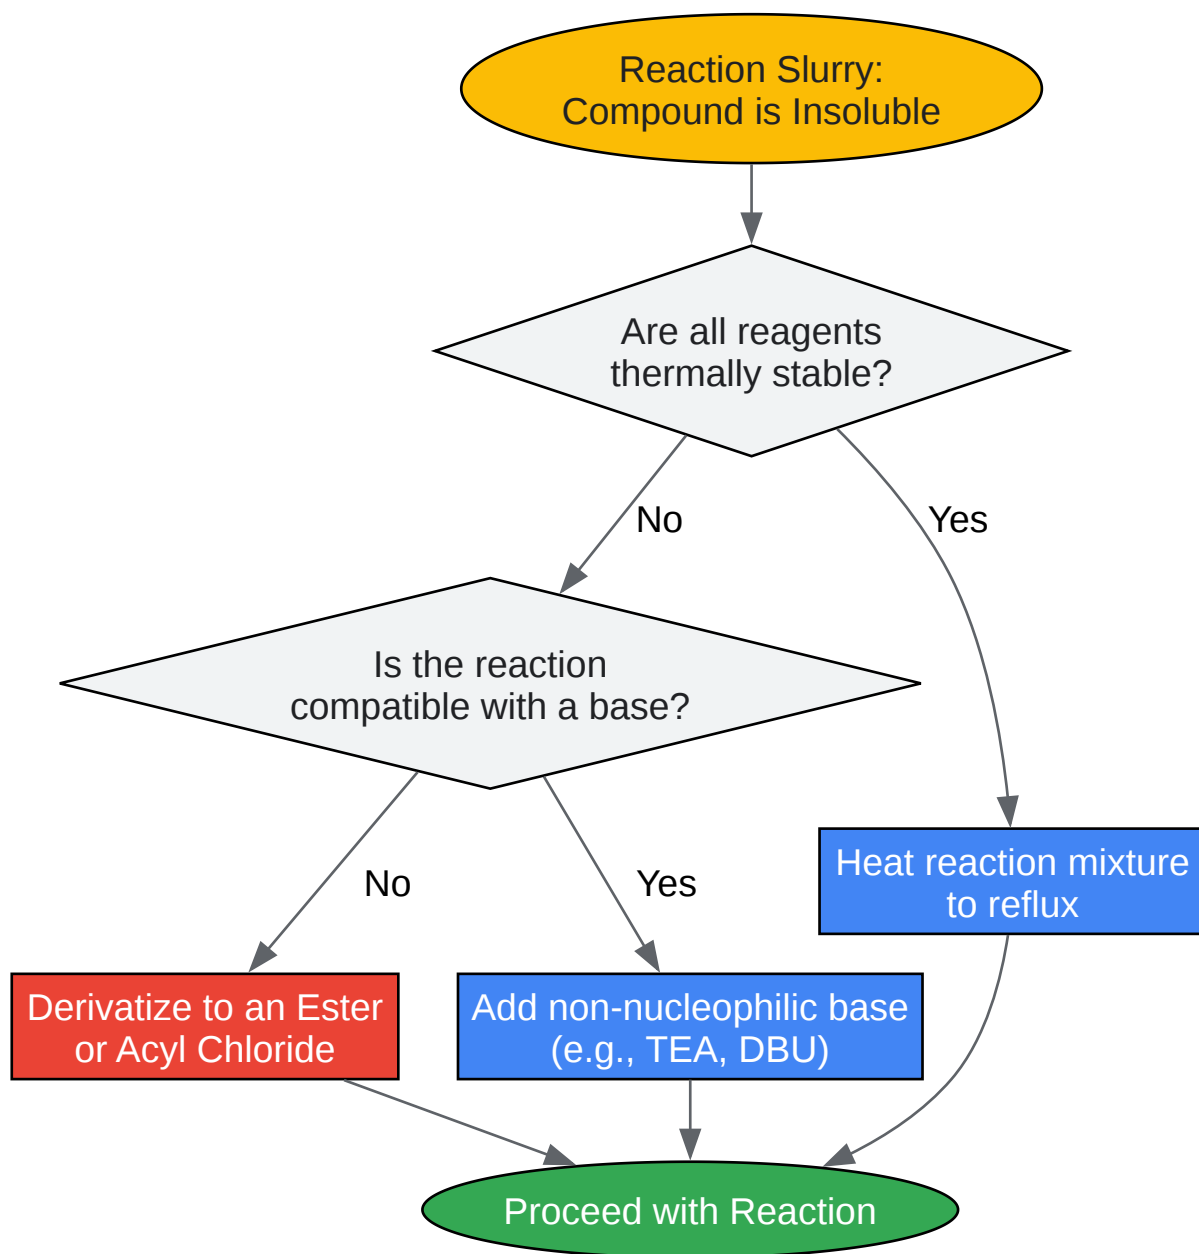 Reaction Slurry:
Compound is Insoluble
Are all reagents
thermally stable?
No
Yes
Is the reaction
compatible with a base?
No
Yes
Heat reaction mixture
to reflux
Derivatize to an Ester
or Acyl Chloride
Add non-nucleophilic base
(e.g., TEA, DBU)
Proceed with Reaction